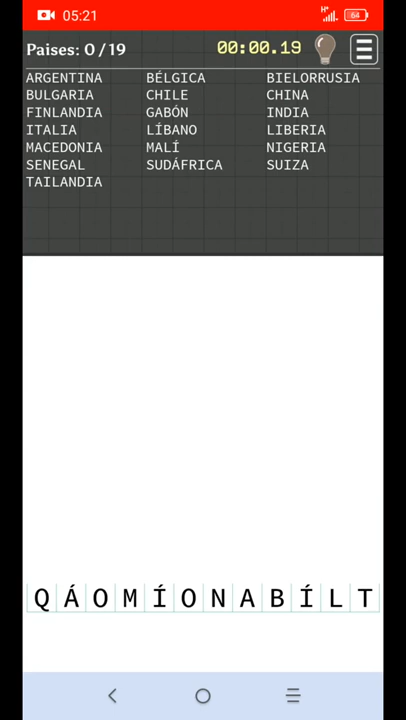 05:21 H+ 64
Paises: 0 / 19 00:00.19
ARGENTINA BÉLGICA BIELORRUSIA
BULGARIA CHILE CHINA
FINLANDIA GABÓN INDIA
ITALIA LÍBANO LIBERIA
MACEDONIA MALÍ NIGERIA
SENEGAL SUDÁFRICA SUIZA
TAILANDIA
Q Á O M Í O N A B Í L T